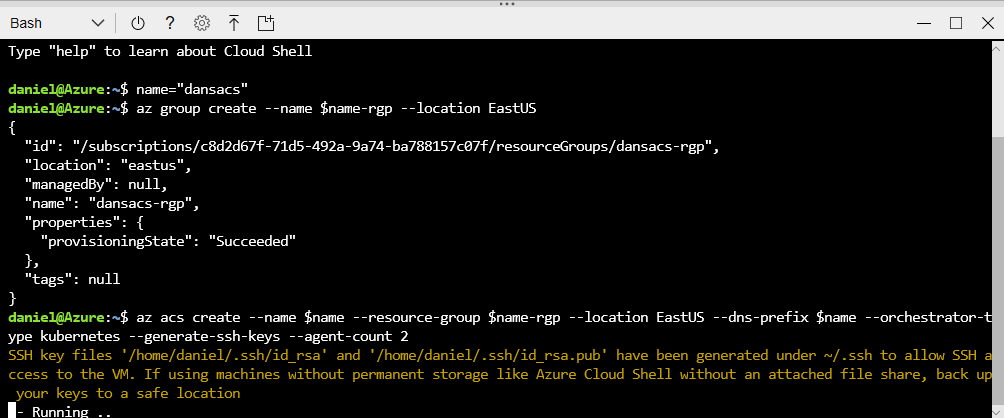 Bash
Type "help" to learn about Cloud Shell
daniel@Azure:~$ name="dansacs"
daniel@Azure:~$ az group create --name $name-rgp --location EastUS
{
"id": "/subscriptions/c8d2d67f-71d5-492a-9a74-ba788157c07f/resourceGroups/dansacs-rgp",
"location": "eastus",
"managedBy": null,
"name": "dansacs-rgp",
"properties": {
"provisioningState": "Succeeded"
},
"tags": null
}
daniel@Azure:~$ az acs create --name $name --resource-group $name-rgp --location EastUS --dns-prefix $name --orchestrator-t
ype kubernetes --generate-ssh-keys --agent-count 2
SSH key files '/home/daniel/.ssh/id_rsa' and '/home/daniel/.ssh/id_rsa.pub' have been generated under ~/.ssh to allow SSH a
ccess to the VM. If using machines without permanent storage like Azure Cloud Shell without an attached file share, back up
your keys to a safe location
- Running ..